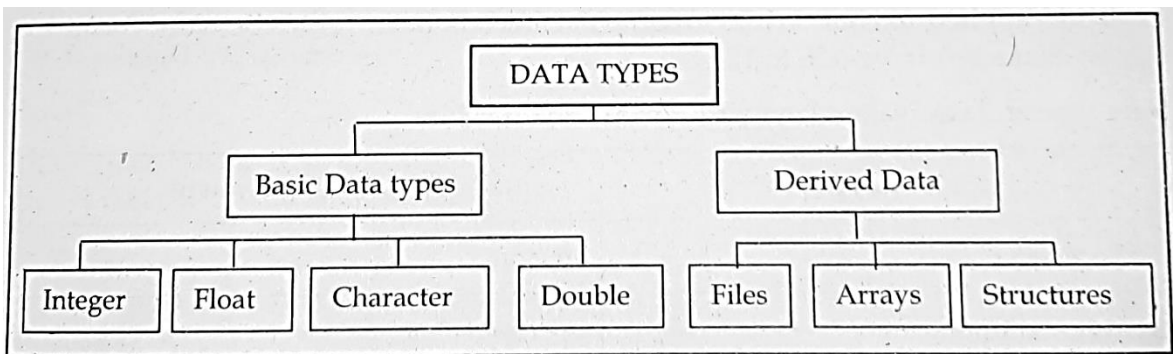 DATA TYPES
Basic Data types
Derived Data
Integer
Float
Character
Double
Files
Arrays
Structures